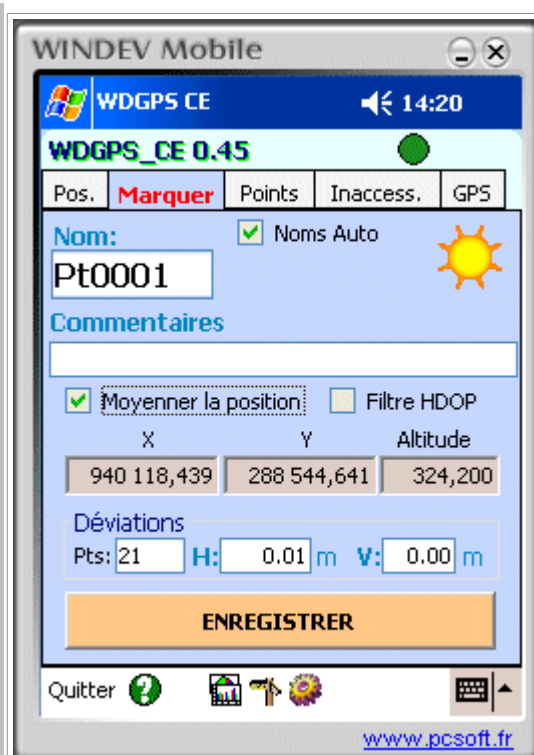 WINDEV Mobile
WDGPS CE 14:20
WDGPS_CE 0.45
Pos. Marquer Points Inaccess. GPS
Nom: Noms Auto
Pt0001
Commentaires
Moyenner la position Filtre HDOP
X Y Altitude
940 118,439 288 544,641 324,200
Déviations
Pts: 21 H: 0.01 m V: 0.00 m
ENREGISTRER
Quitter ?
www.pcsoft.fr